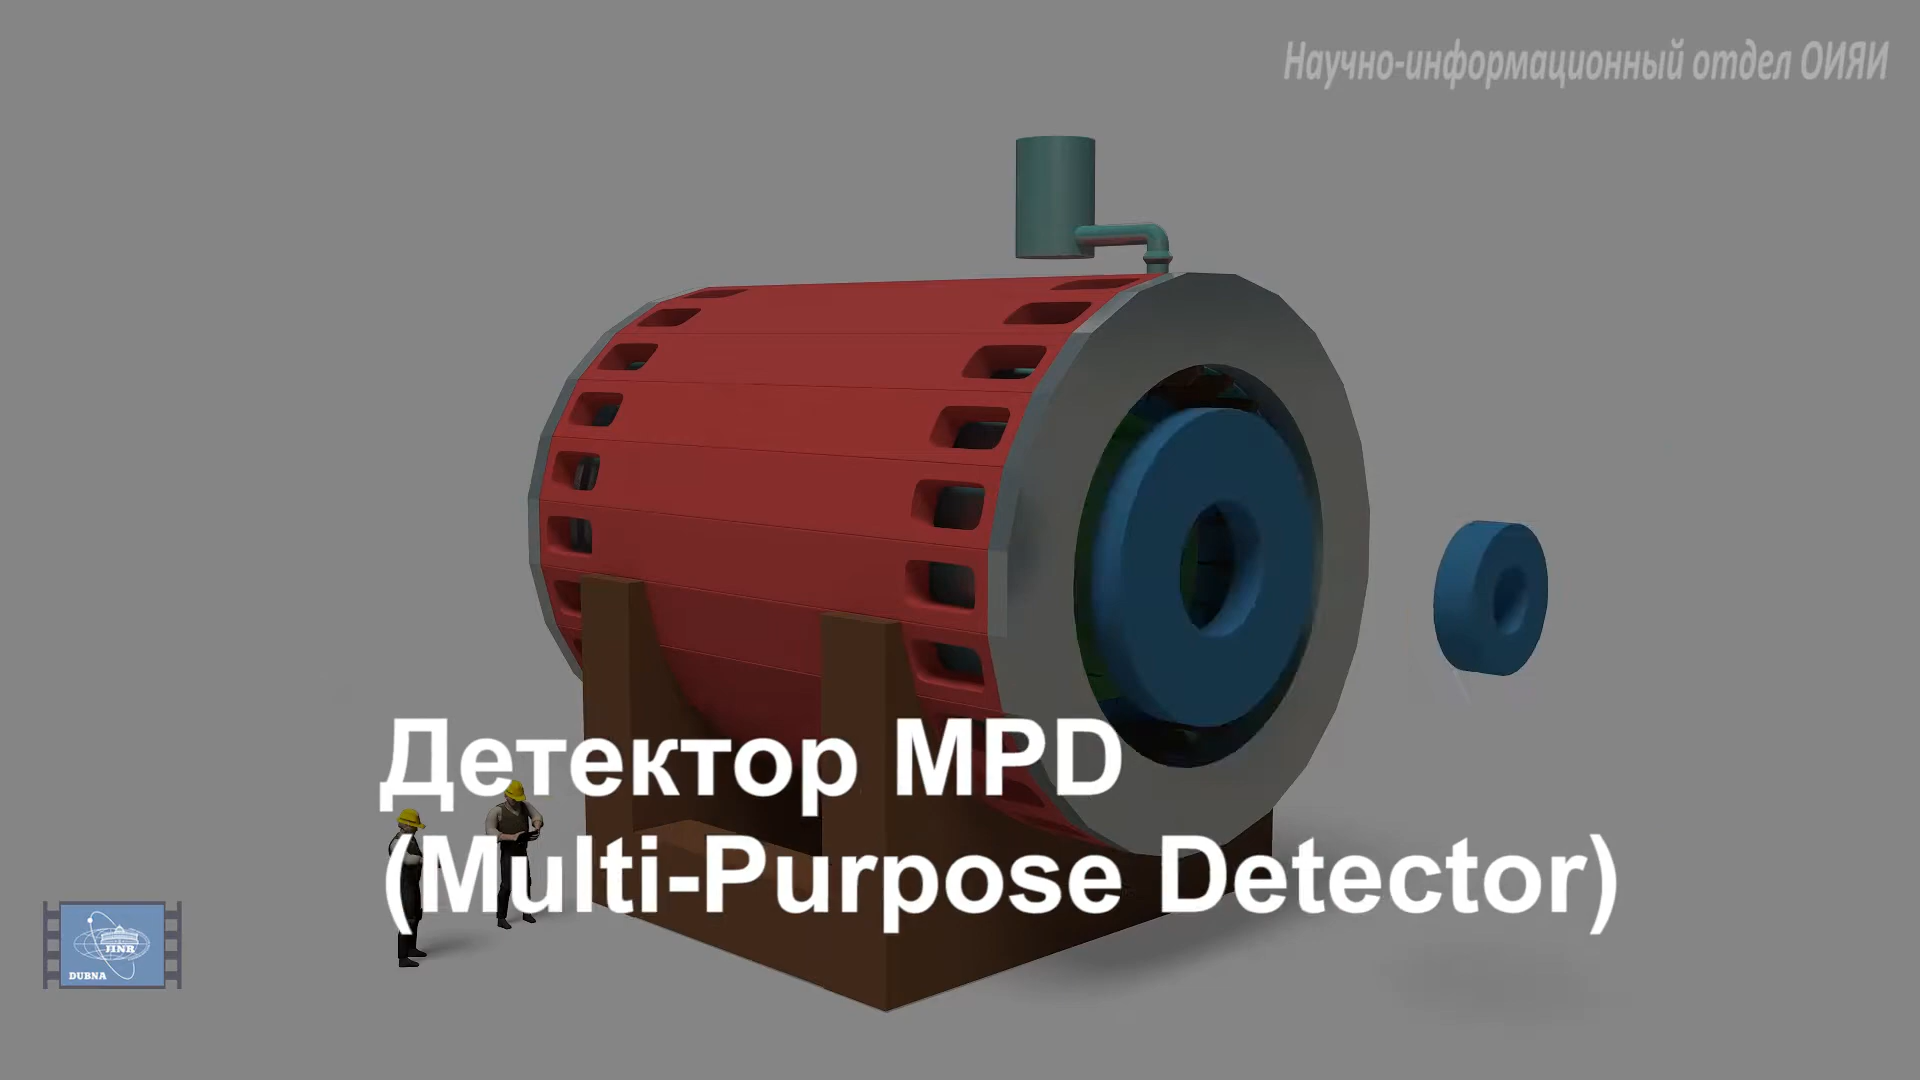 Научно-информационный отдел ОИЯИ
Детектор MPD
(Multi-Purpose Detector)
JINR
DUBNA